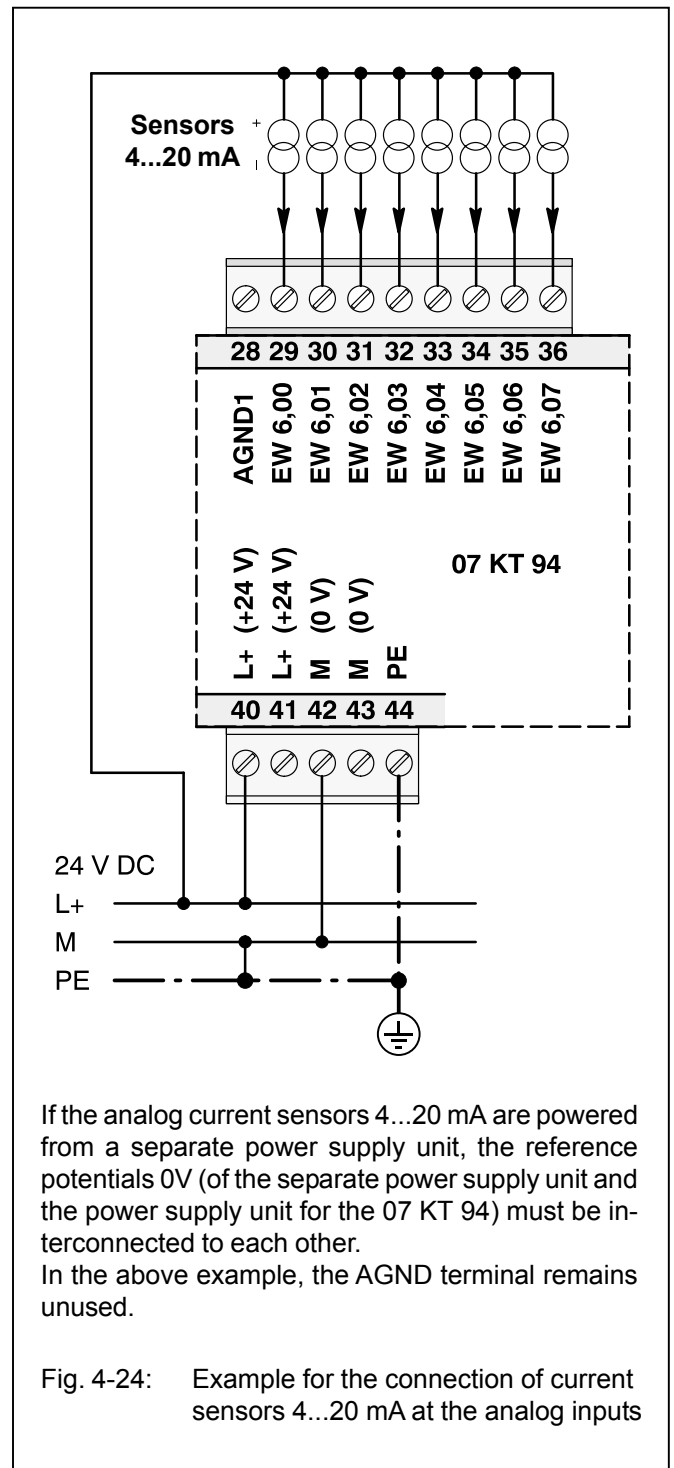 Sensors +
4...20 mA –
28 29 30 31 32 33 34 35 36
AGND1
EW 6,00
EW 6,01
EW 6,02
EW 6,03
EW 6,04
EW 6,05
EW 6,06
EW 6,07
07 KT 94
L+ (+24 V)
L+ (+24 V)
M (0 V)
M (0 V)
PE
40 41 42 43 44
24 V DC
L+
M
PE
If the analog current sensors 4...20 mA are powered
from a separate power supply unit, the reference
potentials 0V (of the separate power supply unit and
the power supply unit for the 07 KT 94) must be in-
terconnected to each other.
In the above example, the AGND terminal remains
unused.
Fig. 4-24: Example for the connection of current
sensors 4...20 mA at the analog inputs